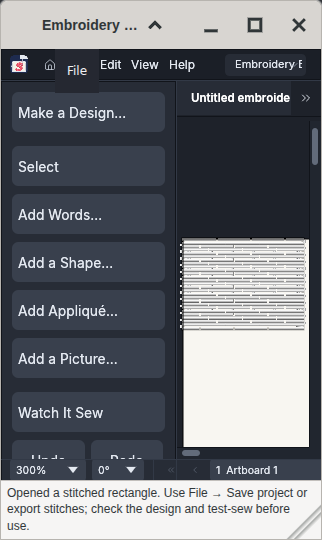 Embroidery ...
File
Edit View Help
Embroidery E
Make a Design...
Untitled embroide
Select
Add Words...
Add a Shape...
Add Appliqué...
Add a Picture...
Watch It Sew
Undo
Redo
300%
0°
1 Artboard 1
Opened a stitched rectangle. Use File → Save project or
export stitches; check the design and test-sew before
use.